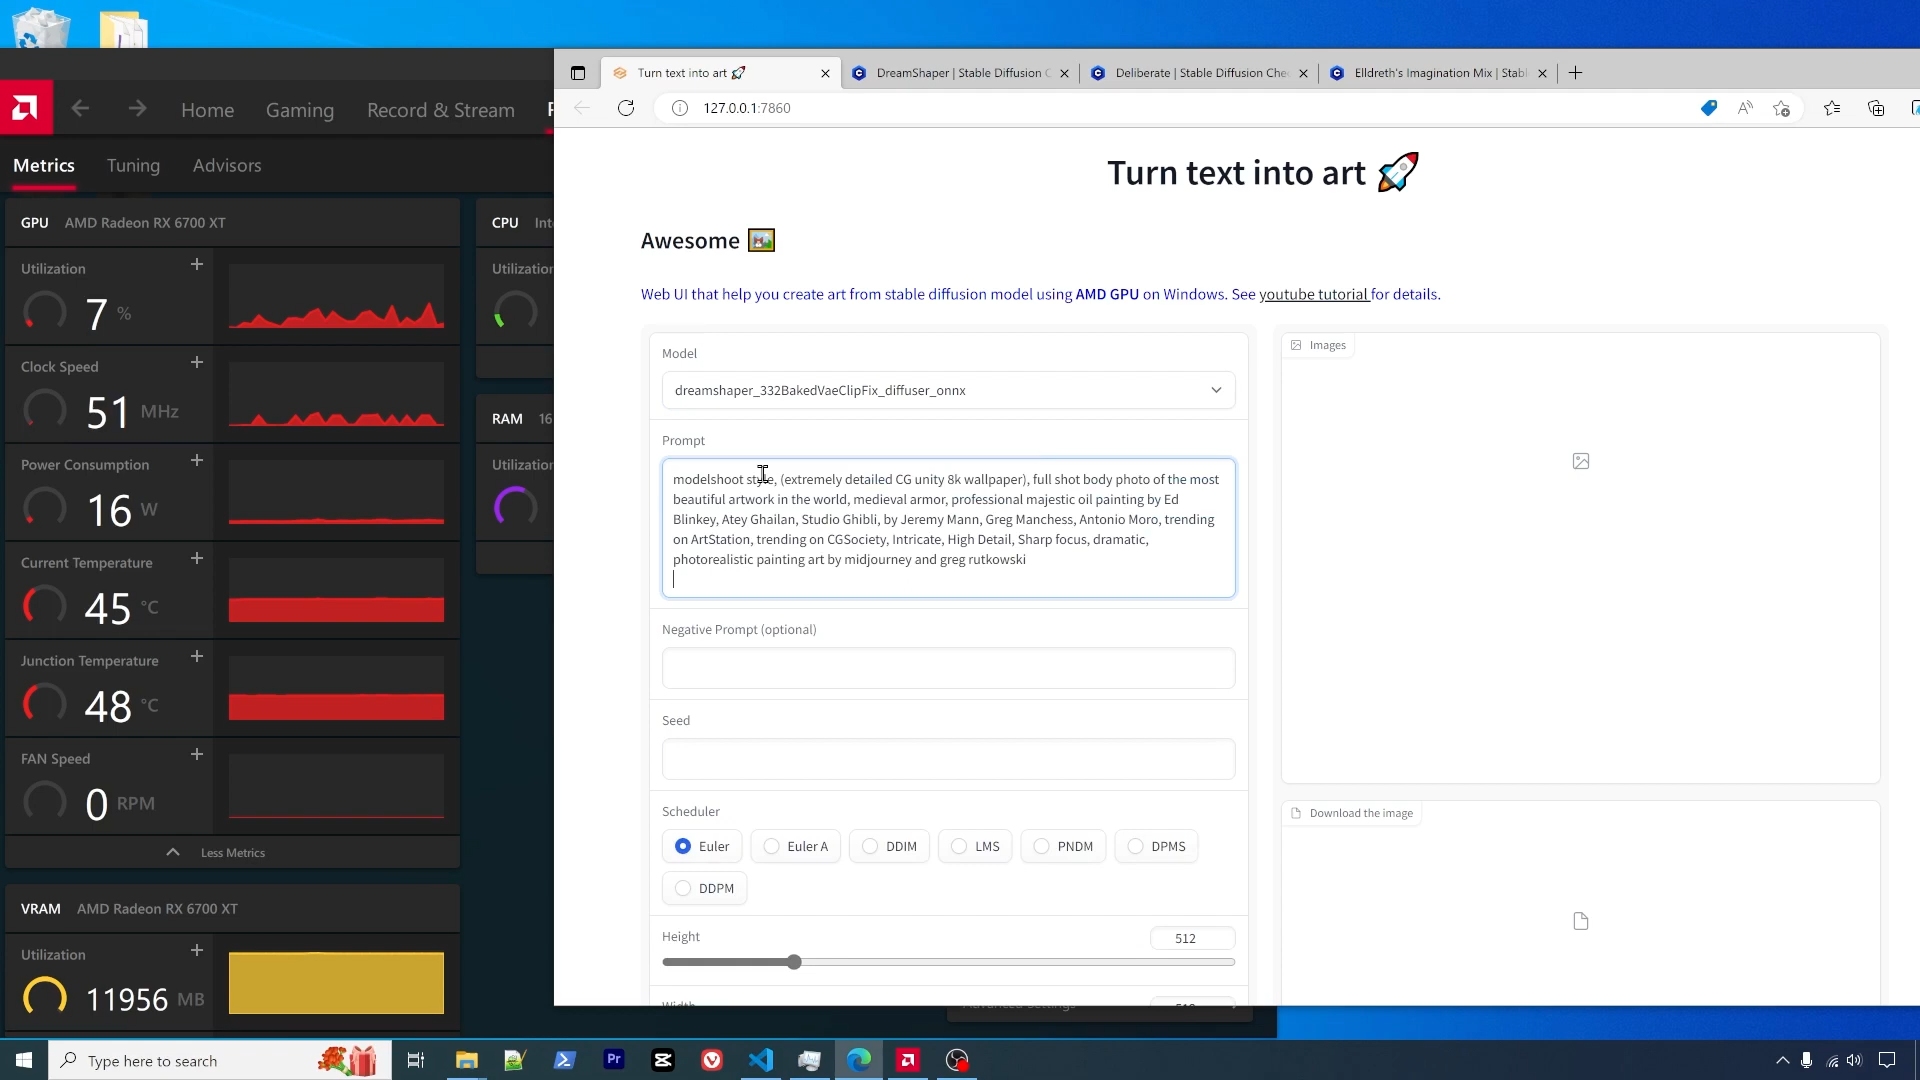 Home Gaming Record & Stream
Metrics Tuning Advisors
GPU AMD Radeon RX 6700 XT
Utilization
7 %
Clock Speed
51 MHz
Power Consumption
16 W
Current Temperature
45 °C
Junction Temperature
48 °C
FAN Speed
0 RPM
Less Metrics
VRAM AMD Radeon RX 6700 XT
Utilization
11956 MB
CPU
Utilization
RAM 16
Utilization
Turn text into art 🚀
DreamShaper | Stable Diffusion C
Deliberate | Stable Diffusion Che
Elldreth's Imagination Mix | Stab
127.0.0.1:7860
Turn text into art 🚀
Awesome 🖼️
Web UI that help you create art from stable diffusion model using AMD GPU on Windows. See youtube tutorial for details.
Model
dreamshaper_332BakedVaeClipFix_diffuser_onnx
Prompt
modelshoot style, (extremely detailed CG unity 8k wallpaper), full shot body photo of the most
beautiful artwork in the world, medieval armor, professional majestic oil painting by Ed
Blinkey, Atey Ghailan, Studio Ghibli, by Jeremy Mann, Greg Manchess, Antonio Moro, trending
on ArtStation, trending on CGSociety, Intricate, High Detail, Sharp focus, dramatic,
photorealistic painting art by midjourney and greg rutkowski
Negative Prompt (optional)
Seed
Scheduler
Euler Euler A DDIM LMS PNDM DPMS
DDPM
Height
512
Images
Download the image
Type here to search
Pr